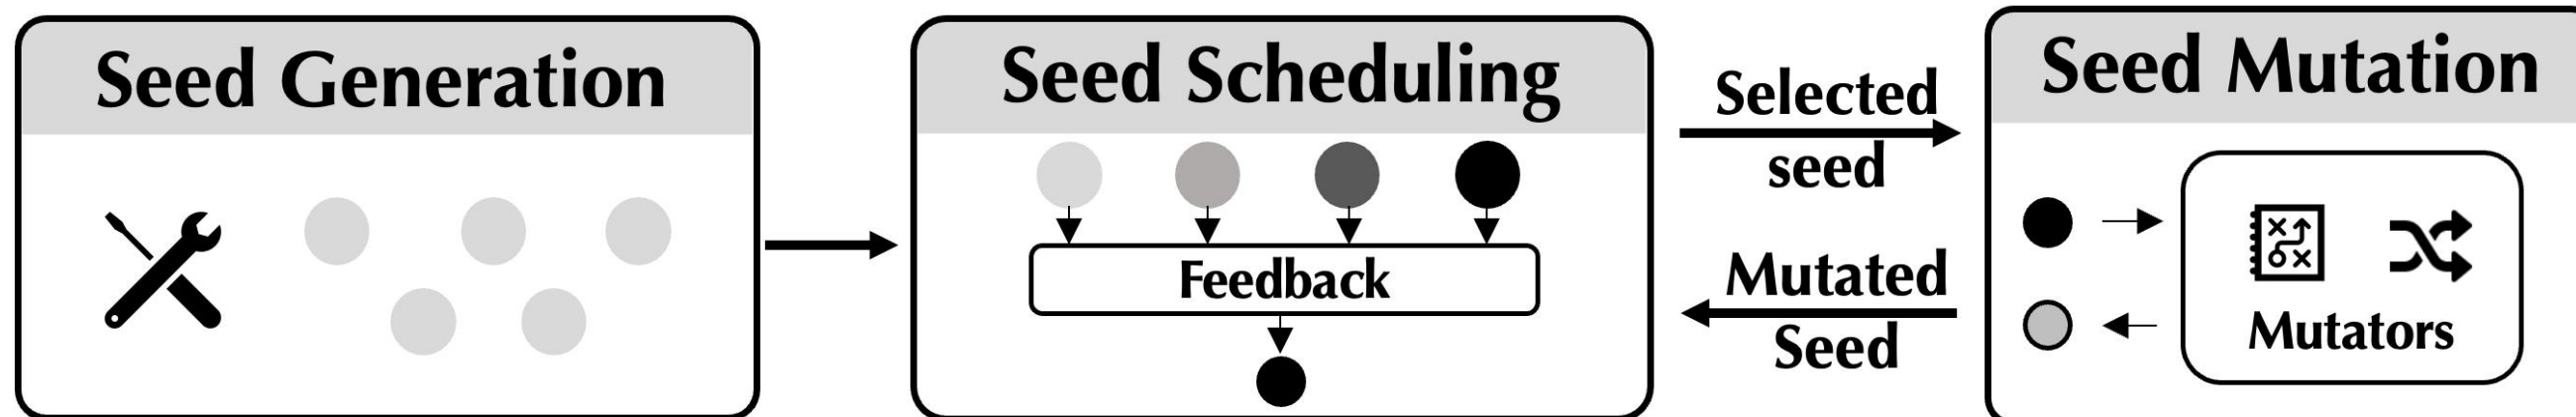 Seed Generation
Seed Scheduling
Feedback
Selected
seed
Mutated
Seed
Seed Mutation
Mutators